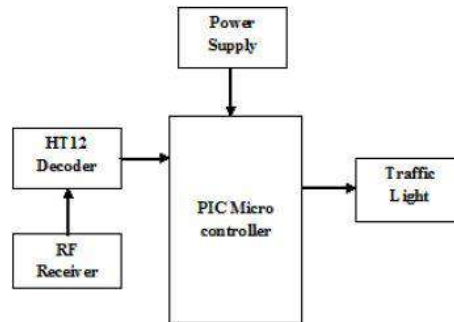 Power
Supply
HT12
Decoder
PIC Micro
controller
Traffic
Light
RF
Receiver